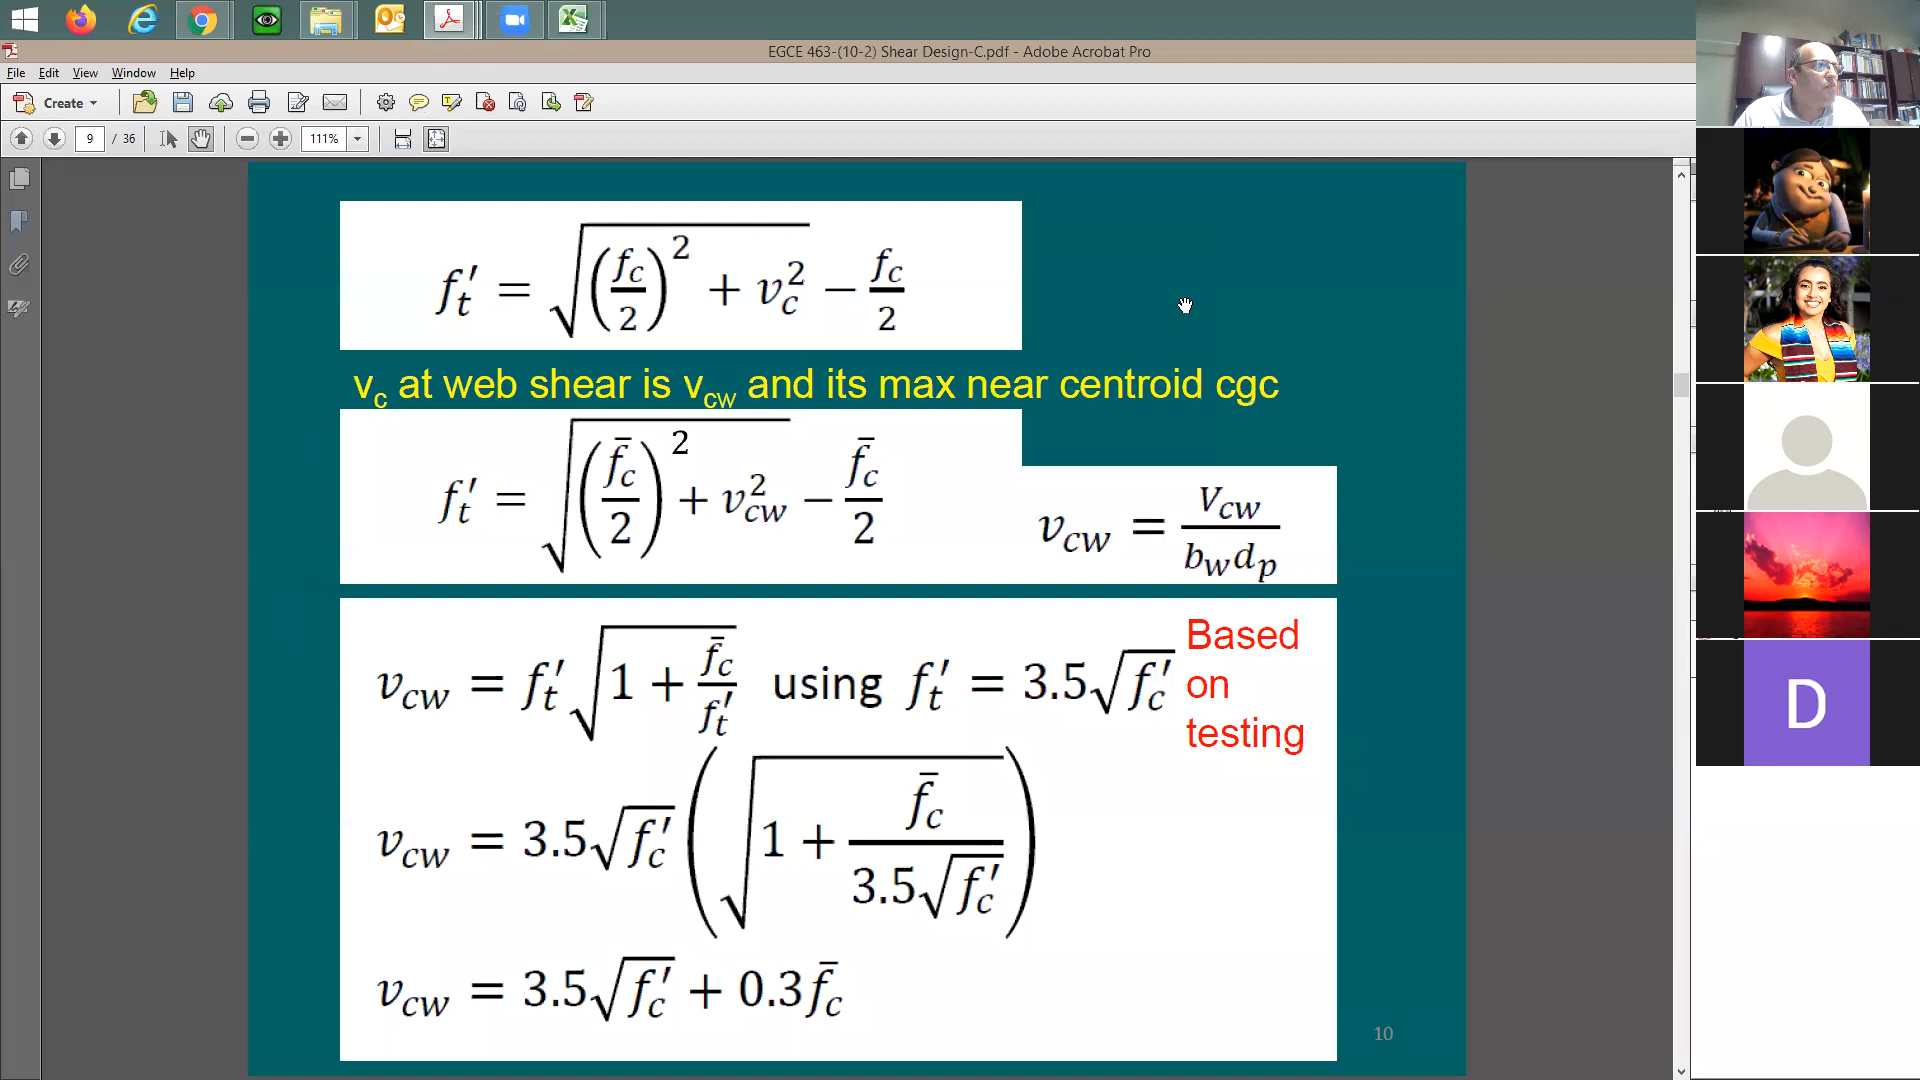 EGCE 463-(10-2) Shear Design-C.pdf - Adobe Acrobat Pro
File Edit View Window Help
Create
9 / 36 111%
f't = √((fc/2)² + vc²) − fc/2
vc at web shear is vcw and its max near centroid cgc
f't = √((f̄c/2)² + vcw²) − f̄c/2
vcw = Vcw/(bw dp)
vcw = f't √(1 + f̄c/f't) using f't = 3.5√f'c
Based
on
testing
vcw = 3.5√f'c (√(1 + f̄c/(3.5√f'c)))
vcw = 3.5√f'c + 0.3f̄c
10
D